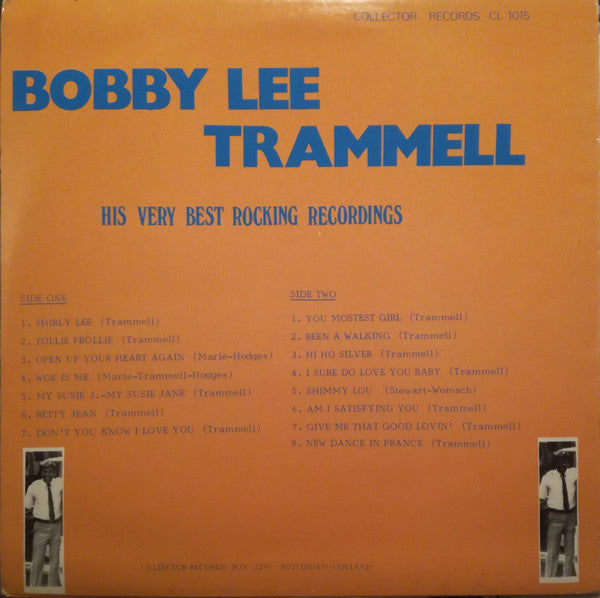 COLLECTOR RECORDS CL 1015
BOBBY LEE
TRAMMELL
HIS VERY BEST ROCKING RECORDINGS
SIDE ONE
1. SHIRLY LEE (Trammell)
2. TOLLIE FROLLIE (Trammell)
3. OPEN UP YOUR HEART AGAIN (Marie-Hodges)
4. WOE IS ME (Marie-Trammell-Hodges)
5. MY SUSIE J.-MY SUSIE JANE (Trammell)
6. BETTY JEAN (Trammell)
7. DON'T YOU KNOW I LOVE YOU (Trammell)
SIDE TWO
1. YOU MOSTEST GIRL (Trammell)
2. BEEN A WALKING (Trammell)
3. HI HO SILVER (Trammell)
4. I SURE DO LOVE YOU BABY (Trammell)
5. SHIMMY LOU (Stewart-Womach)
6. AM I SATISFYING YOU (Trammell)
7. GIVE ME THAT GOOD LOVIN' (Trammell)
8. NEW DANCE IN FRANCE (Trammell)
COLLECTOR RECORDS BOX ROTTERDAM-HOLLAND